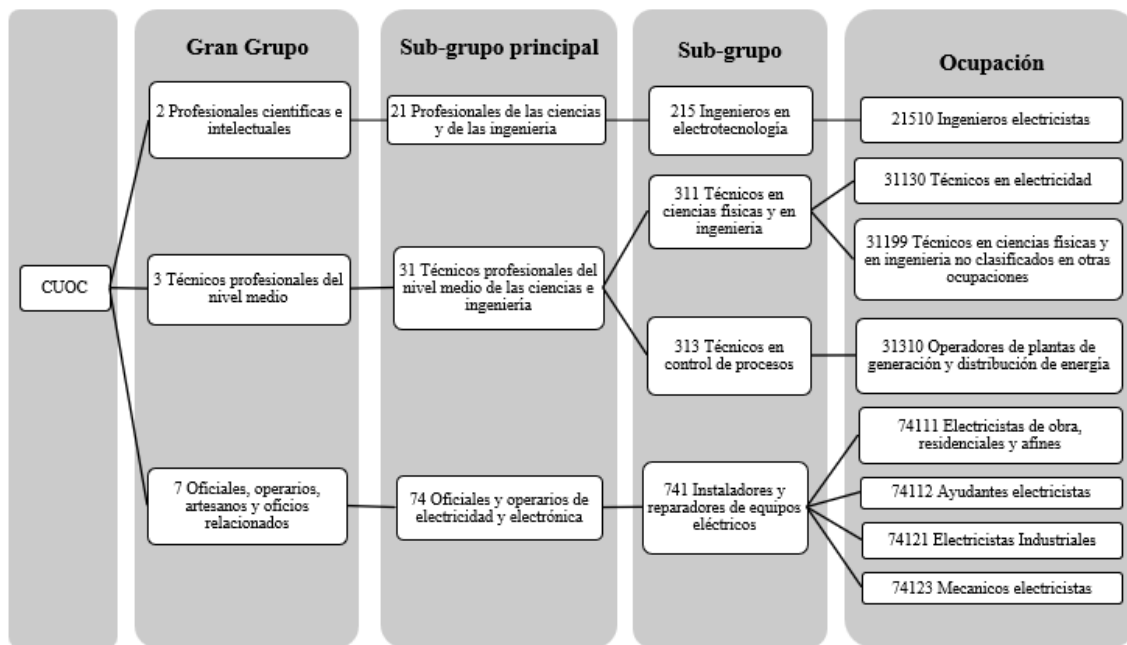 Gran Grupo
Sub-grupo principal
Sub-grupo
Ocupación
CUOC
2 Profesionales cientificas e
intelectuales
21 Profesionales de las ciencias
y de las ingenieria
215 Ingenieros en
electrotecnología
21510 Ingenieros electricistas
3 Técnicos profesionales del
nivel medio
31 Técnicos profesionales del
nivel medio de las ciencias e
ingeniería
311 Técnicos en
ciencias físicas y en
ingenieria
31130 Técnicos en electricidad
31199 Técnicos en ciencias físicas y
en ingenieria no clasificados en otras
ocupaciones
313 Técnicos en
control de procesos
31310 Operadores de plantas de
generación y distribución de energía
7 Oficiales, operarios,
artesanos y oficios
relacionados
74 Oficiales y operarios de
electricidad y electrónica
741 Instaladores y
reparadores de equipos
eléctricos
74111 Electricistas de obra,
residenciales y afines
74112 Ayudantes electricistas
74121 Electricistas Industriales
74123 Mecanicos electricistas